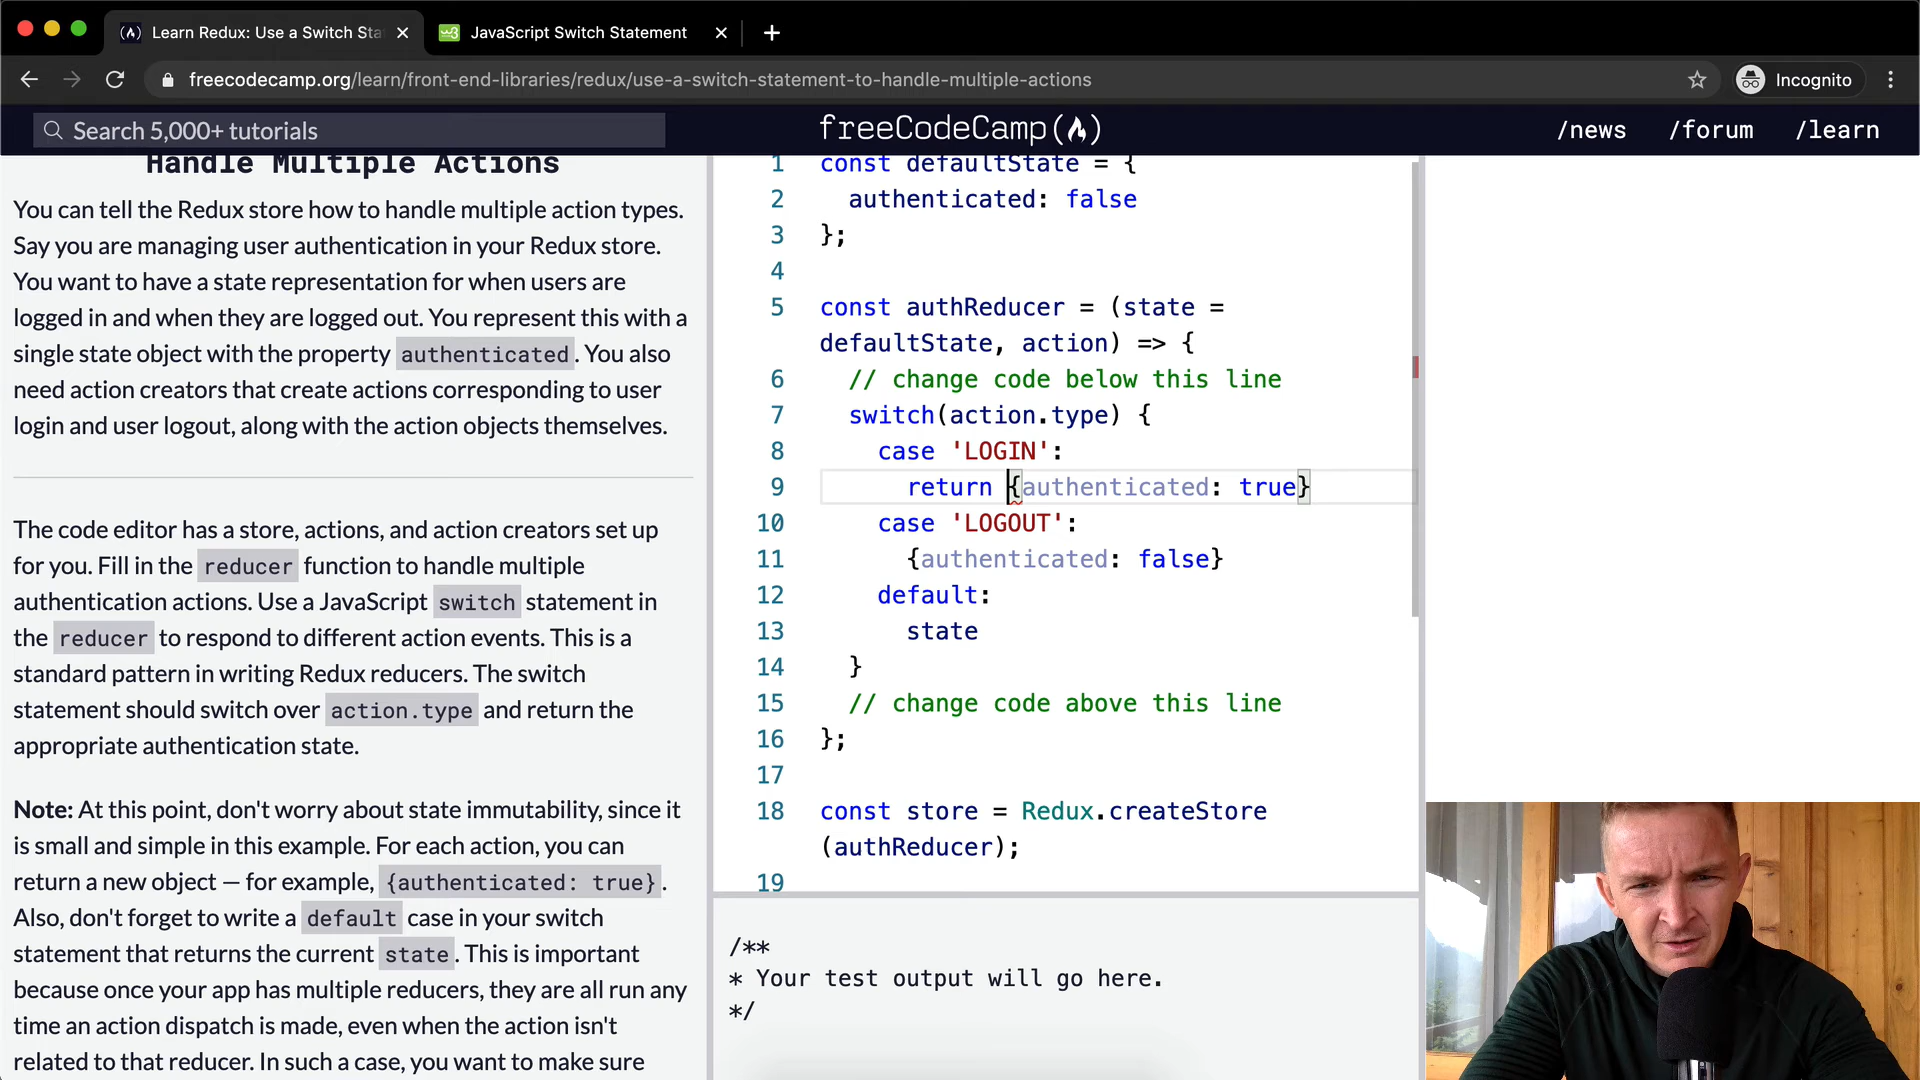 Learn Redux: Use a Switch Sta
JavaScript Switch Statement
freecodecamp.org/learn/front-end-libraries/redux/use-a-switch-statement-to-handle-multiple-actions
Incognito
Search 5,000+ tutorials
freeCodeCamp
/news /forum /learn
Handle Multiple Actions
You can tell the Redux store how to handle multiple action types.
Say you are managing user authentication in your Redux store.
You want to have a state representation for when users are
logged in and when they are logged out. You represent this with a
single state object with the property authenticated. You also
need action creators that create actions corresponding to user
login and user logout, along with the action objects themselves.
The code editor has a store, actions, and action creators set up
for you. Fill in the reducer function to handle multiple
authentication actions. Use a JavaScript switch statement in
the reducer to respond to different action events. This is a
standard pattern in writing Redux reducers. The switch
statement should switch over action.type and return the
appropriate authentication state.
Note: At this point, don't worry about state immutability, since it
is small and simple in this example. For each action, you can
return a new object — for example, {authenticated: true}.
Also, don't forget to write a default case in your switch
statement that returns the current state. This is important
because once your app has multiple reducers, they are all run any
time an action dispatch is made, even when the action isn't
related to that reducer. In such a case, you want to make sure
1 const defaultState = {
2 authenticated: false
3 };
4
5 const authReducer = (state =
defaultState, action) => {
6 // change code below this line
7 switch(action.type) {
8 case 'LOGIN':
9 return {authenticated: true}
10 case 'LOGOUT':
11 {authenticated: false}
12 default:
13 state
14 }
15 // change code above this line
16 };
17
18 const store = Redux.createStore
(authReducer);
19
/**
* Your test output will go here.
*/